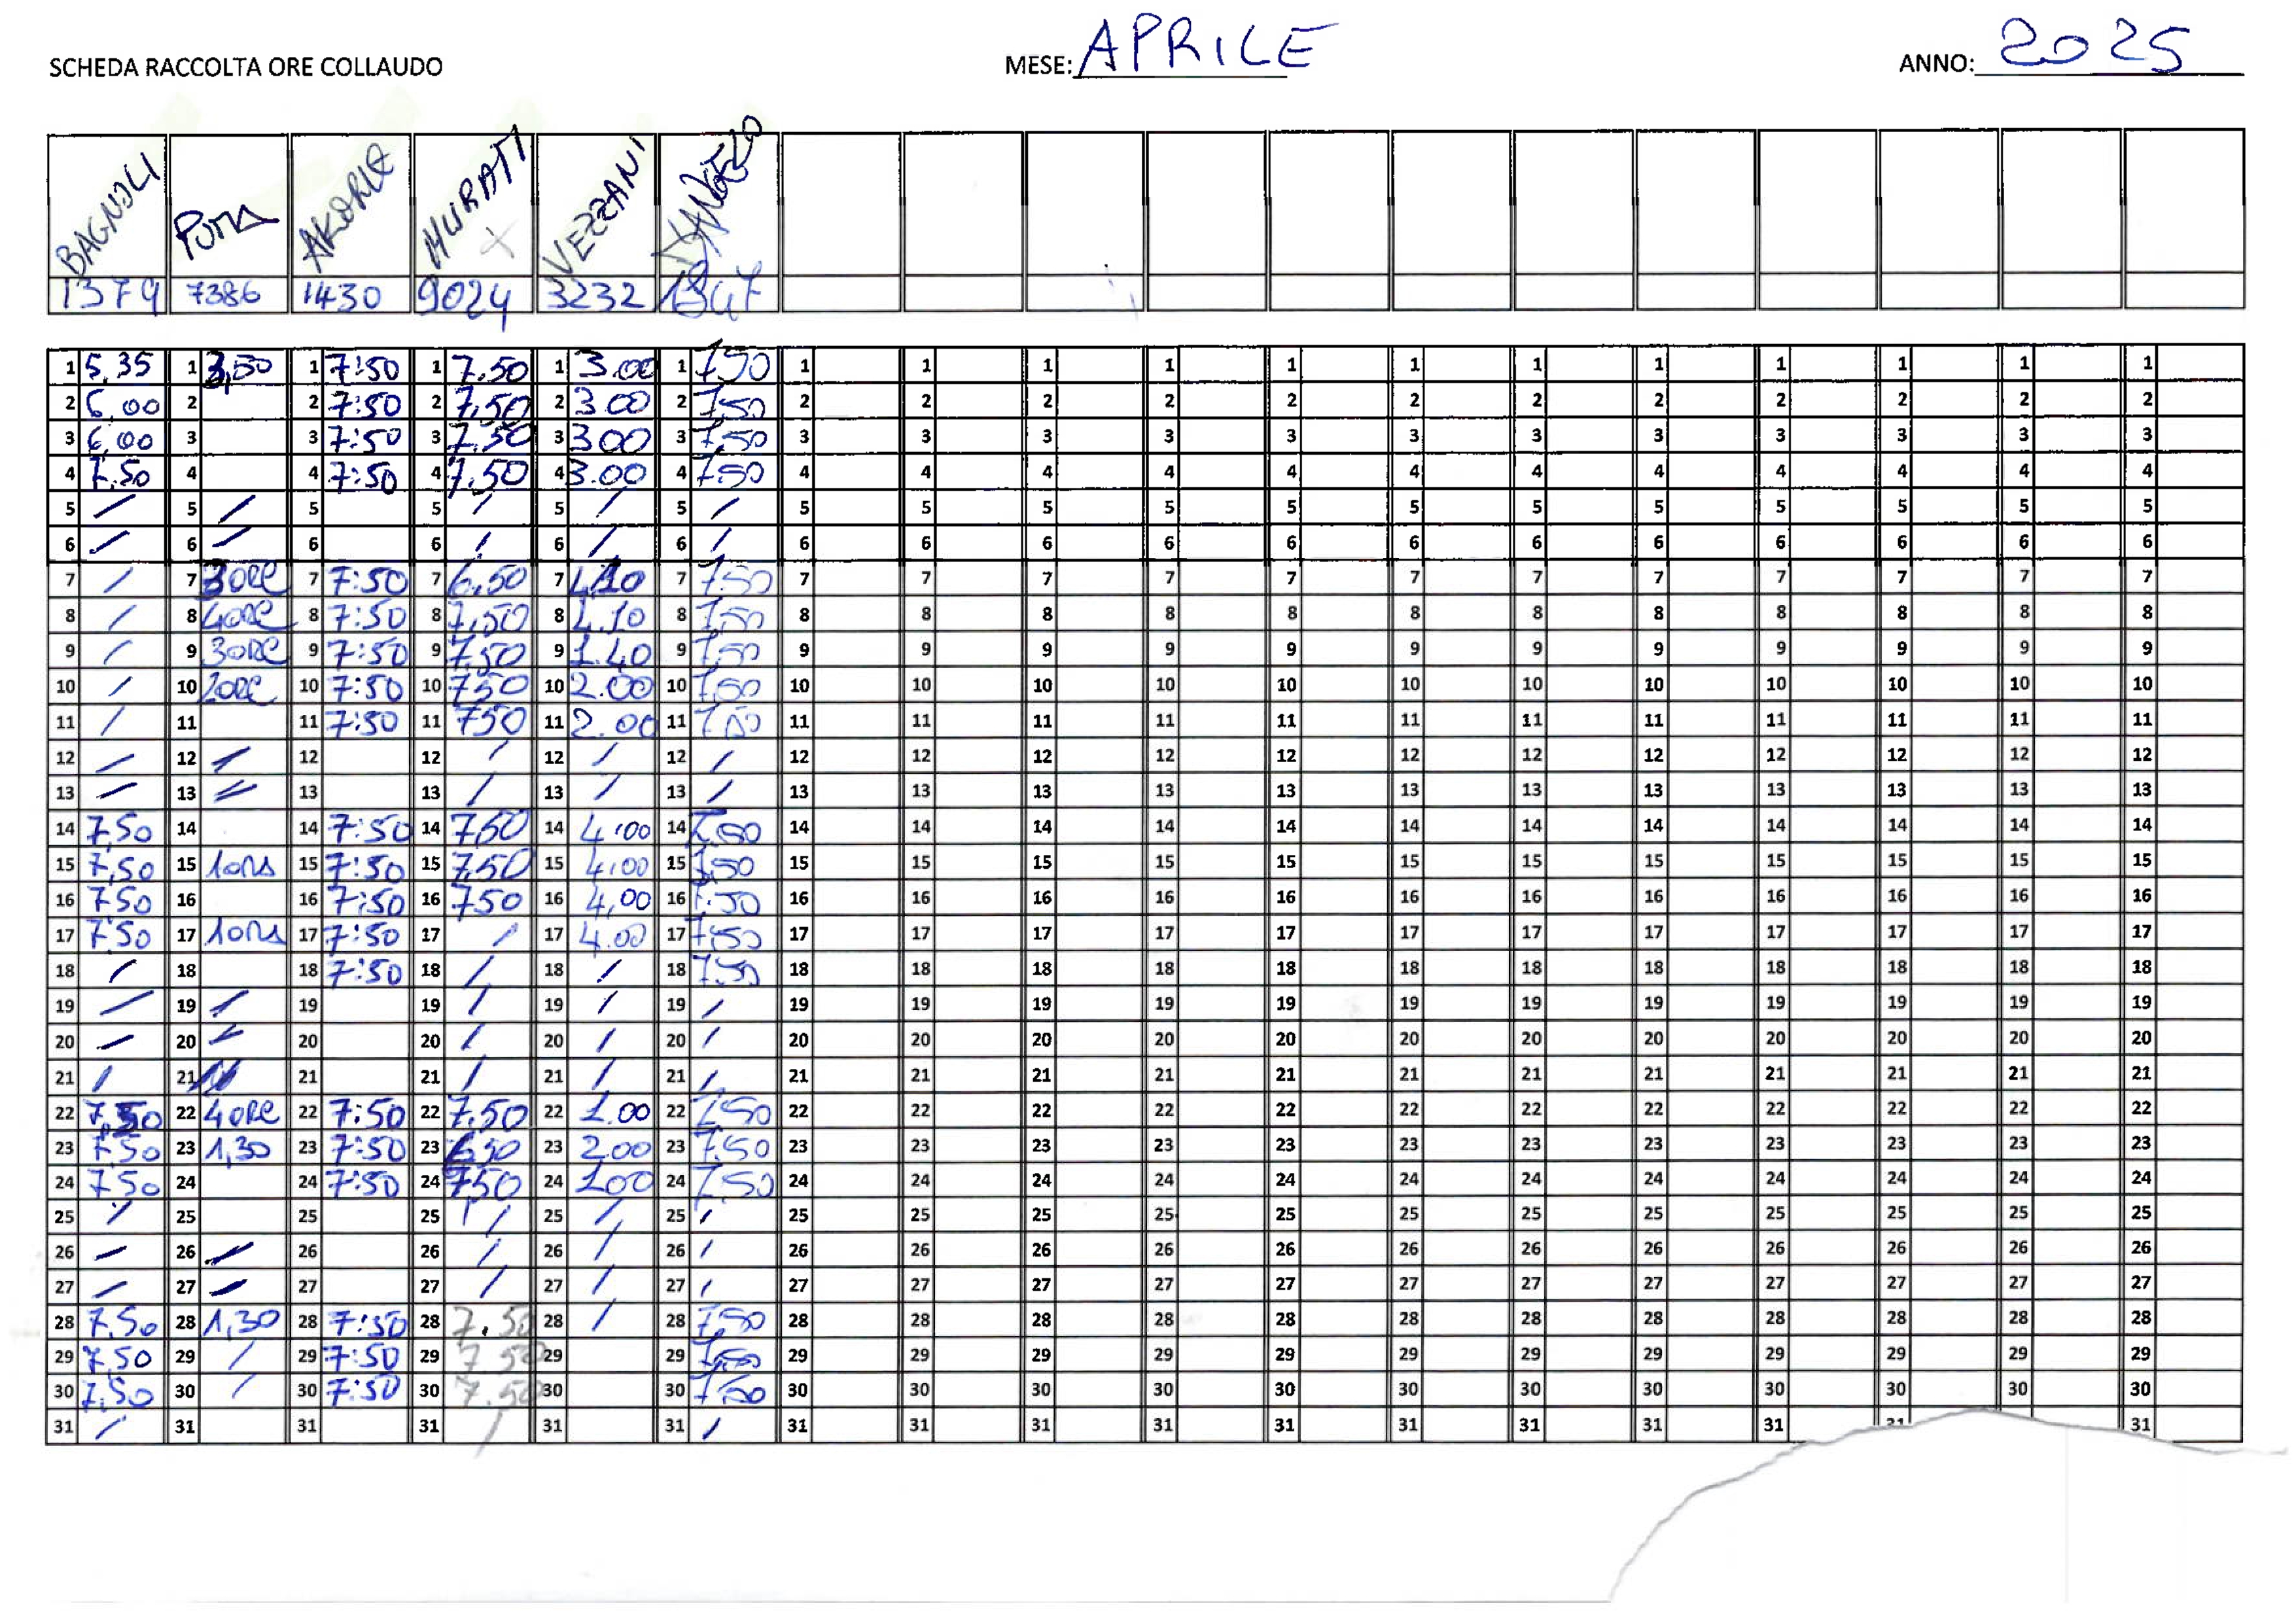 SCHEDA RACCOLTA ORE COLLAUDO MESE: APRILE ANNO: 2025
BAGNOLI PUMA AKORLE MURATI VEZZANI
1379 7386 1430 9024 3232
1 5.35 1 3,50 1 7:50 1 7.50 1 3.00 1 7.50 1 1 1 1 1 1 1 1 1 1 1 1
2 6.00 2 2 7:50 2 7,50 2 3.00 2 7.50 2 2 2 2 2 2 2 2 2 2 2 2
3 6,00 3 3 7:50 3 7.50 3 3.00 3 7.50 3 3 3 3 3 3 3 3 3 3 3 3
4 7.50 4 4 7:50 4 7.50 4 3.00 4 7.50 4 4 4 4 4 4 4 4 4 4 4 4
5 / 5 / 5 5 / 5 / 5 / 5 5 5 5 5 5 5 5 5 5 5 5
6 / 6 / 6 6 / 6 / 6 / 6 6 6 6 6 6 6 6 6 6 6 6
7 / 7 3 ORE 7 7:50 7 6,50 7 7 7.50 7 7 7 7 7 7 7 7 7 7 7 7
8 / 8 4 ORE 8 7:50 8 7,50 8 1.10 8 7,50 8 8 8 8 8 8 8 8 8 8 8 8
9 / 9 3 ORE 9 7:50 9 7.50 9 1.40 9 7,50 9 9 9 9 9 9 9 9 9 9 9 9
10 / 10 2 ORE 10 7:50 10 750 10 2.00 10 7,50 10 10 10 10 10 10 10 10 10 10 10 10
11 / 11 11 7:50 11 750 11 2.00 11 7.50 11 11 11 11 11 11 11 11 11 11 11 11
12 / 12 / 12 12 / 12 / 12 / 12 12 12 12 12 12 12 12 12 12 12 12
13 / 13 / 13 13 / 13 / 13 / 13 13 13 13 13 13 13 13 13 13 13 13
14 7,50 14 14 7:50 14 750 14 4,00 14 7.50 14 14 14 14 14 14 14 14 14 14 14 14
15 7,50 15 1 ORA 15 7:50 15 7,50 15 4,00 15 7.50 15 15 15 15 15 15 15 15 15 15 15 15
16 7.50 16 16 7:50 16 750 16 4,00 16 7.50 16 16 16 16 16 16 16 16 16 16 16 16
17 7.50 17 1 ORA 17 7:50 17 / 17 4.00 17 7,50 17 17 17 17 17 17 17 17 17 17 17 17
18 / 18 18 7:50 18 / 18 / 18 7.50 18 18 18 18 18 18 18 18 18 18 18 18
19 / 19 / 19 19 / 19 / 19 / 19 19 19 19 19 19 19 19 19 19 19 19
20 / 20 / 20 20 / 20 / 20 / 20 20 20 20 20 20 20 20 20 20 20 20
21 / 21 21 21 / 21 / 21 / 21 21 21 21 21 21 21 21 21 21 21 21
22 7,50 22 4 ORE 22 7:50 22 7.50 22 1.00 22 7.50 22 22 22 22 22 22 22 22 22 22 22 22
23 7,50 23 1,30 23 7:50 23 6.50 23 2.00 23 7.50 23 23 23 23 23 23 23 23 23 23 23 23
24 7.50 24 24 7:50 24 750 24 1.00 24 7.50 24 24 24 24 24 24 24 24 24 24 24 24
25 / 25 25 25 / 25 / 25 / 25 25 25 25 25 25 25 25 25 25 25 25
26 / 26 / 26 26 / 26 / 26 / 26 26 26 26 26 26 26 26 26 26 26 26
27 / 27 / 27 27 / 27 / 27 / 27 27 27 27 27 27 27 27 27 27 27 27
28 7.50 28 1,30 28 7:50 28 7.50 28 / 28 7,50 28 28 28 28 28 28 28 28 28 28 28 28
29 7,50 29 / 29 7:50 29 7.50 29 29 7,50 29 29 29 29 29 29 29 29 29 29 29 29
30 7,50 30 / 30 7:50 30 7.50 30 30 7.50 30 30 30 30 30 30 30 30 30 30 30 30
31 / 31 31 31 / 31 31 / 31 31 31 31 31 31 31 31 31 31 31 31